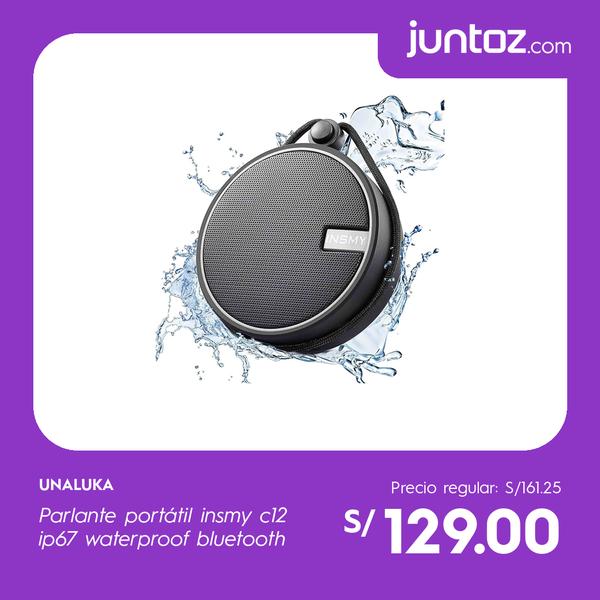 juntoz.com
INSMY
UNALUKA
Parlante portátil insmy c12
ip67 waterproof bluetooth
Precio regular: S/161.25
S/129.00